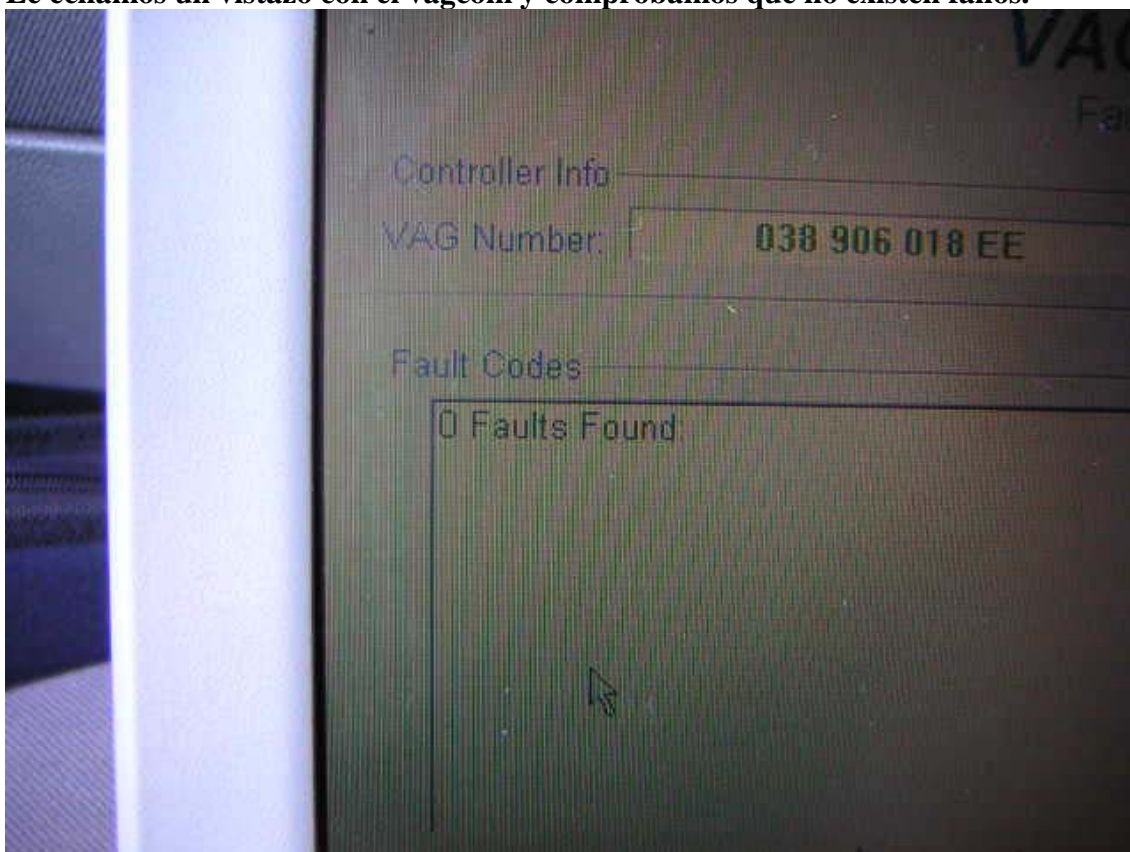 Le echamos un vistazo con el vagcom y comprobamos que no existen fallos.
VAG
Controller Info
VAG Number:
038 906 018 EE
Fault Codes
0 Faults Found.